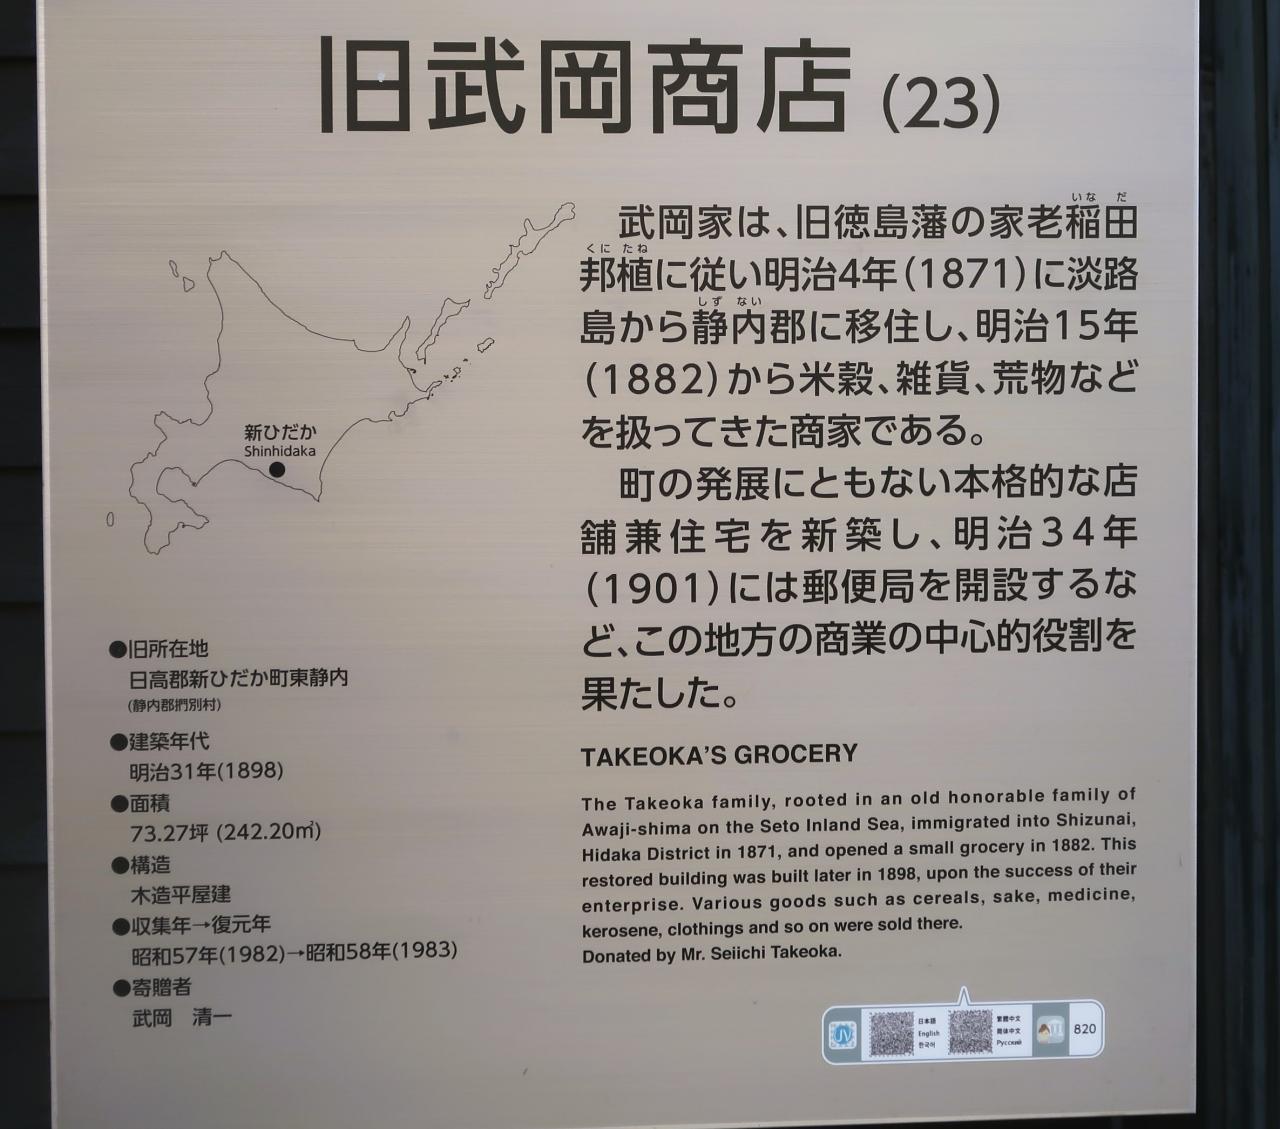 旧武岡商店 (23)
新ひだか
Shinhidaka
●旧所在地
日高郡新ひだか町東静内
(静内郡捫別村)
●建築年代
明治31年(1898)
●面積
73.27坪 (242.20㎡)
●構造
木造平屋建
●収集年→復元年
昭和57年(1982)→昭和58年(1983)
●寄贈者
武岡 清一
いな だ
武岡家は、旧徳島藩の家老稲田
くに たね
邦植に従い明治4年(1871)に淡路
しず ない
島から静内郡に移住し、明治15年
(1882)から米穀、雑貨、荒物など
を扱ってきた商家である。
町の発展にともない本格的な店
舗兼住宅を新築し、明治34年
(1901)には郵便局を開設するな
ど、この地方の商業の中心的役割を
果たした。
TAKEOKA'S GROCERY
The Takeoka family, rooted in an old honorable family of
Awaji-shima on the Seto Inland Sea, immigrated into Shizunai,
Hidaka District in 1871, and opened a small grocery in 1882. This
restored building was built later in 1898, upon the success of their
enterprise. Various goods such as cereals, sake, medicine,
kerosene, clothings and so on were sold there.
Donated by Mr. Seiichi Takeoka.
JV
日本語
English
한국어
繁體中文
简体中文
Русский
820